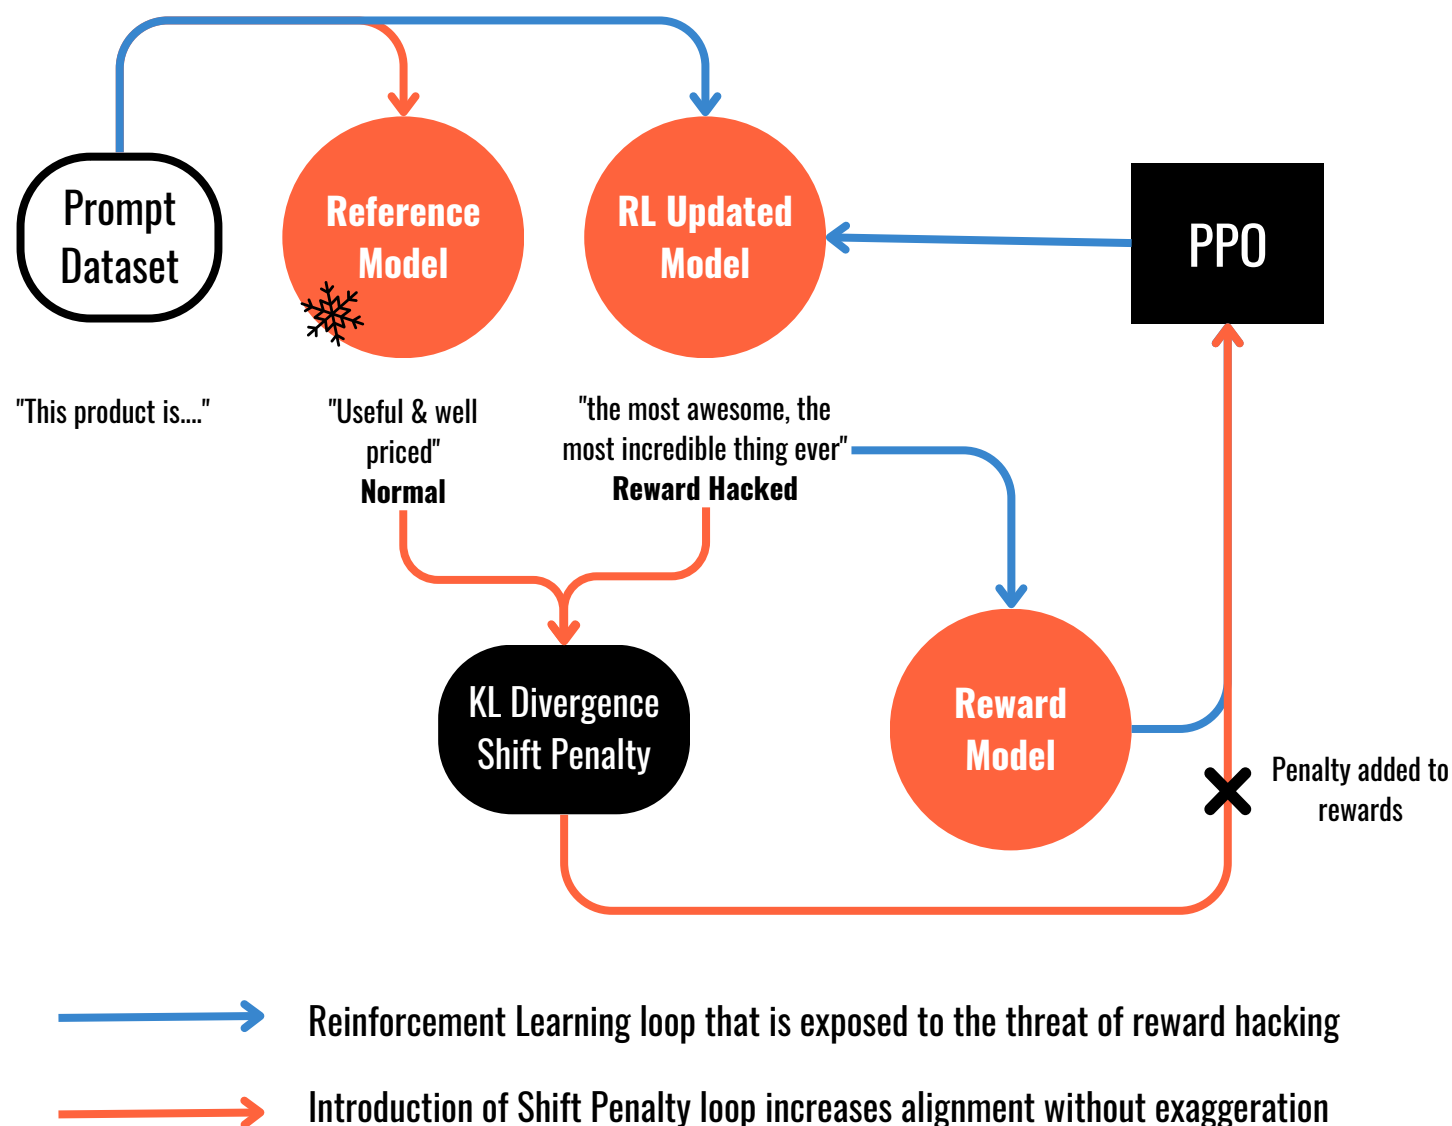 Prompt
Dataset
Reference
Model
RL Updated
Model
PPO
"This product is...."
"Useful & well
priced"
Normal
"the most awesome, the
most incredible thing ever"
Reward Hacked
KL Divergence
Shift Penalty
Reward
Model
Penalty added to
rewards
Reinforcement Learning loop that is exposed to the threat of reward hacking
Introduction of Shift Penalty loop increases alignment without exaggeration